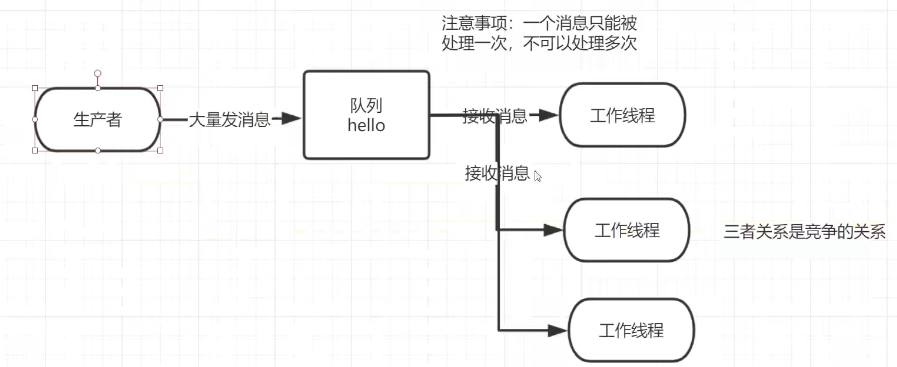 注意事项：一个消息只能被
处理一次，不可以处理多次
生产者
大量发消息
队列
hello
接收消息
工作线程
接收消息
工作线程
三者关系是竞争的关系
工作线程